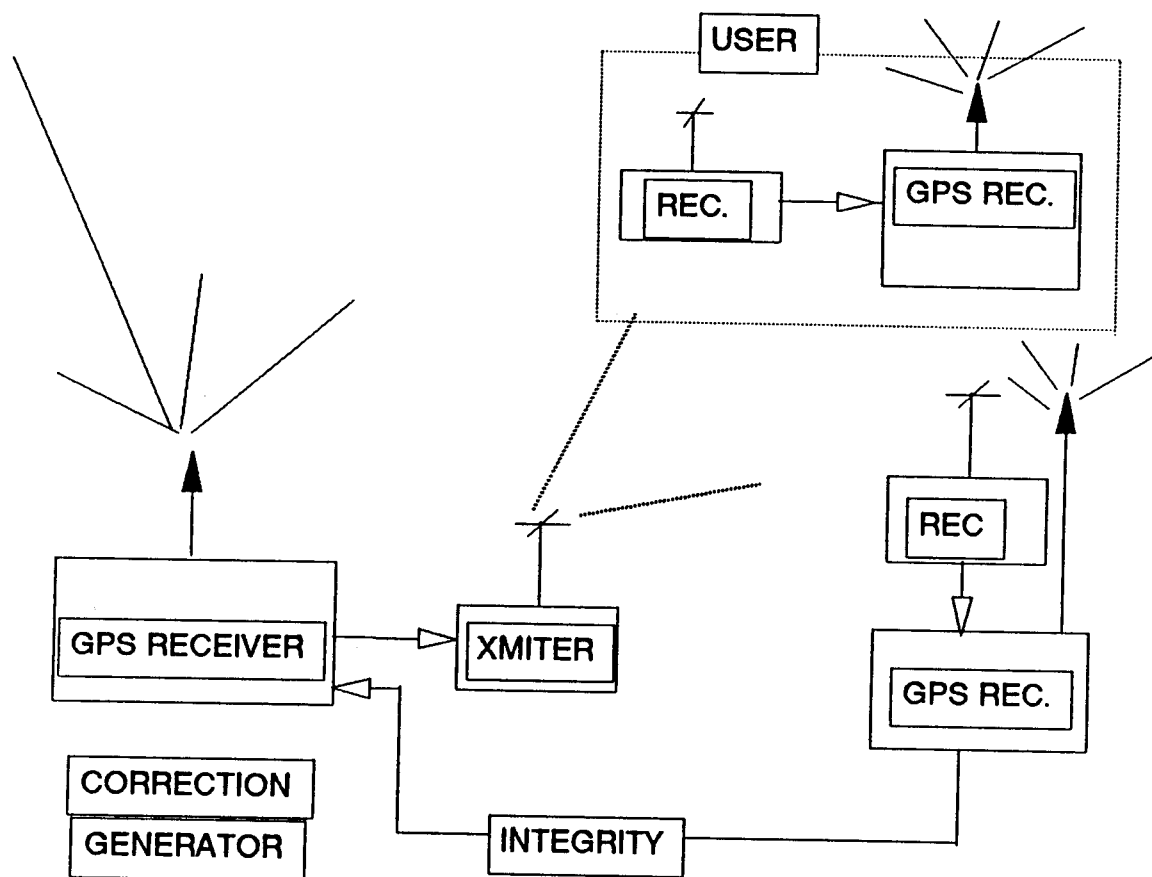 USER
REC.
GPS REC.
REC
GPS RECEIVER
XMITER
GPS REC.
CORRECTION
GENERATOR
INTEGRITY